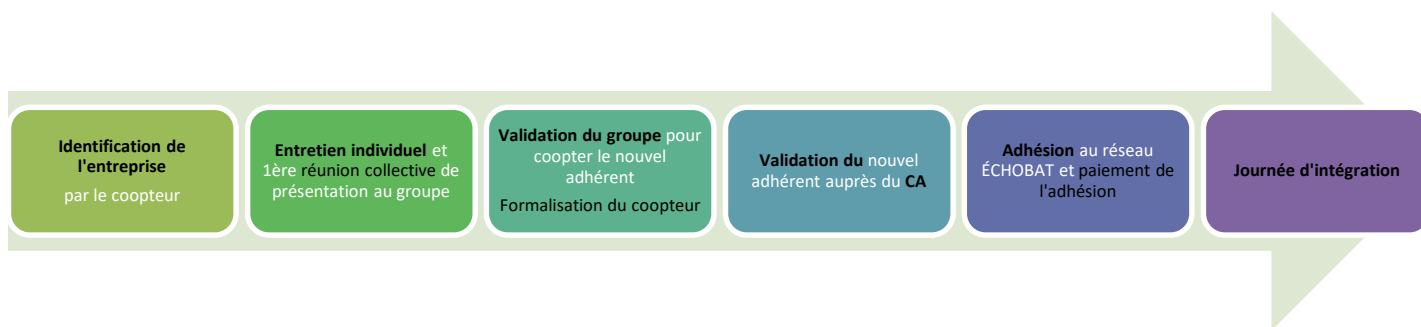 Identification de
l'entreprise
par le coopteur
Entretien individuel et
1ère réunion collective de
présentation au groupe
Validation du groupe pour
coopter le nouvel
adhérent
Formalisation du coopteur
Validation du nouvel
adhérent auprès du CA
Adhésion au réseau
ÉCHOBAT et paiement de
l'adhésion
Journée d'intégration